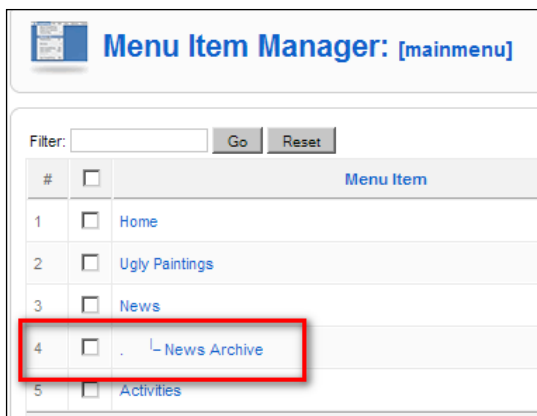 Menu Item Manager: [mainmenu]
Filter: Go Reset
# Menu Item
1 Home
2 Ugly Paintings
3 News
4 . |– News Archive
5 Activities